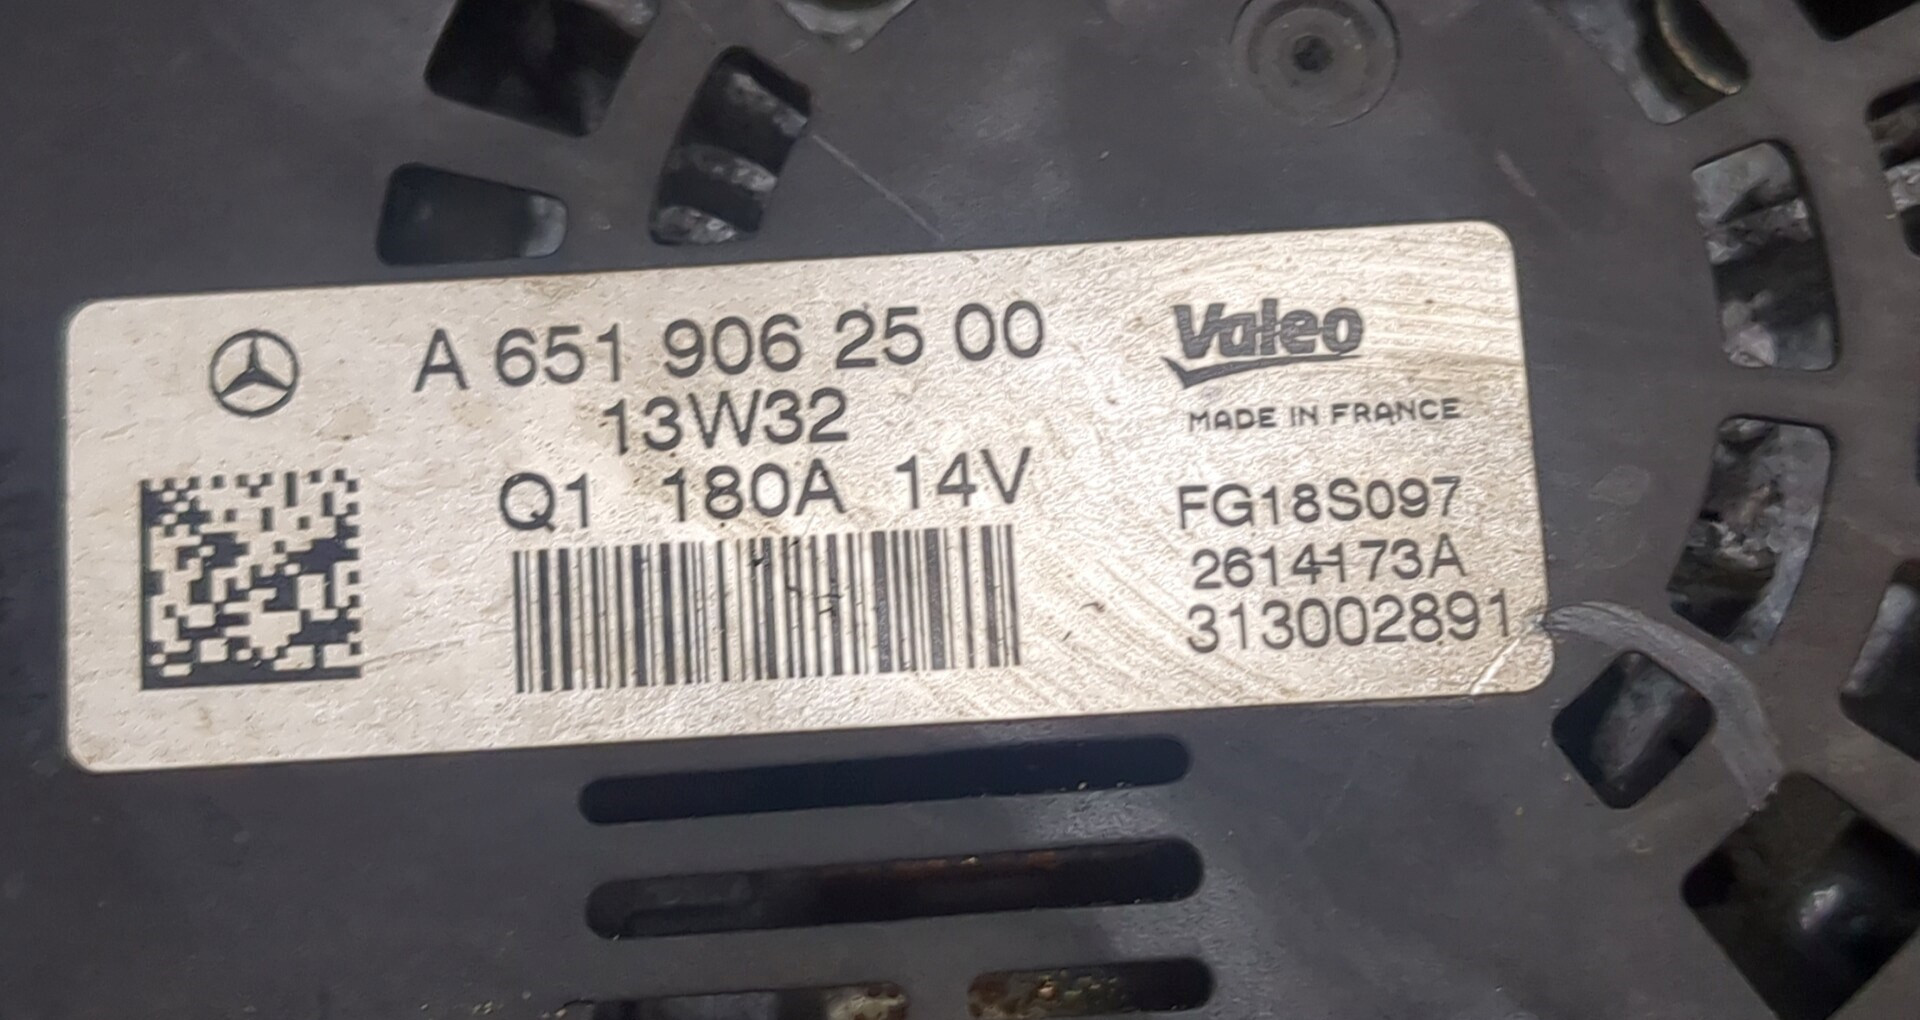 A 651 906 25 00
13W32
Q1 180A 14V
Valeo
MADE IN FRANCE
FG18S097
2614173A
313002891